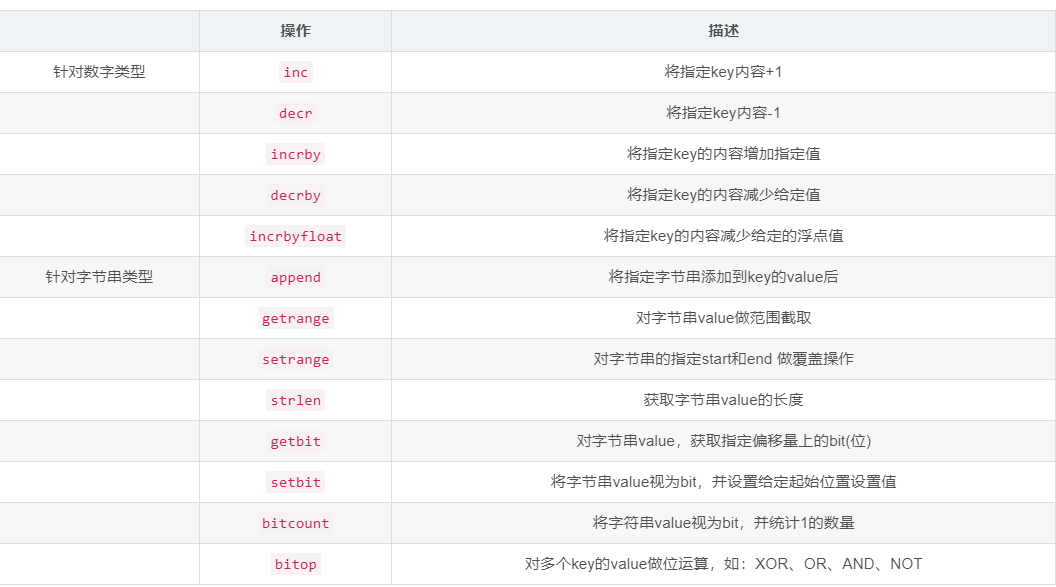 操作 描述
针对数字类型 inc 将指定key内容+1
decr 将指定key内容-1
incrby 将指定key的内容增加指定值
decrby 将指定key的内容减少给定值
incrbyfloat 将指定key的内容减少给定的浮点值
针对字节串类型 append 将指定字节串添加到key的value后
getrange 对字节串value做范围截取
setrange 对字节串的指定start和end 做覆盖操作
strlen 获取字节串value的长度
getbit 对字节串value，获取指定偏移量上的bit(位)
setbit 将字节串value视为bit，并设置给定起始位置设置值
bitcount 将字符串value视为bit，并统计1的数量
bitop 对多个key的value做位运算，如：XOR、OR、AND、NOT